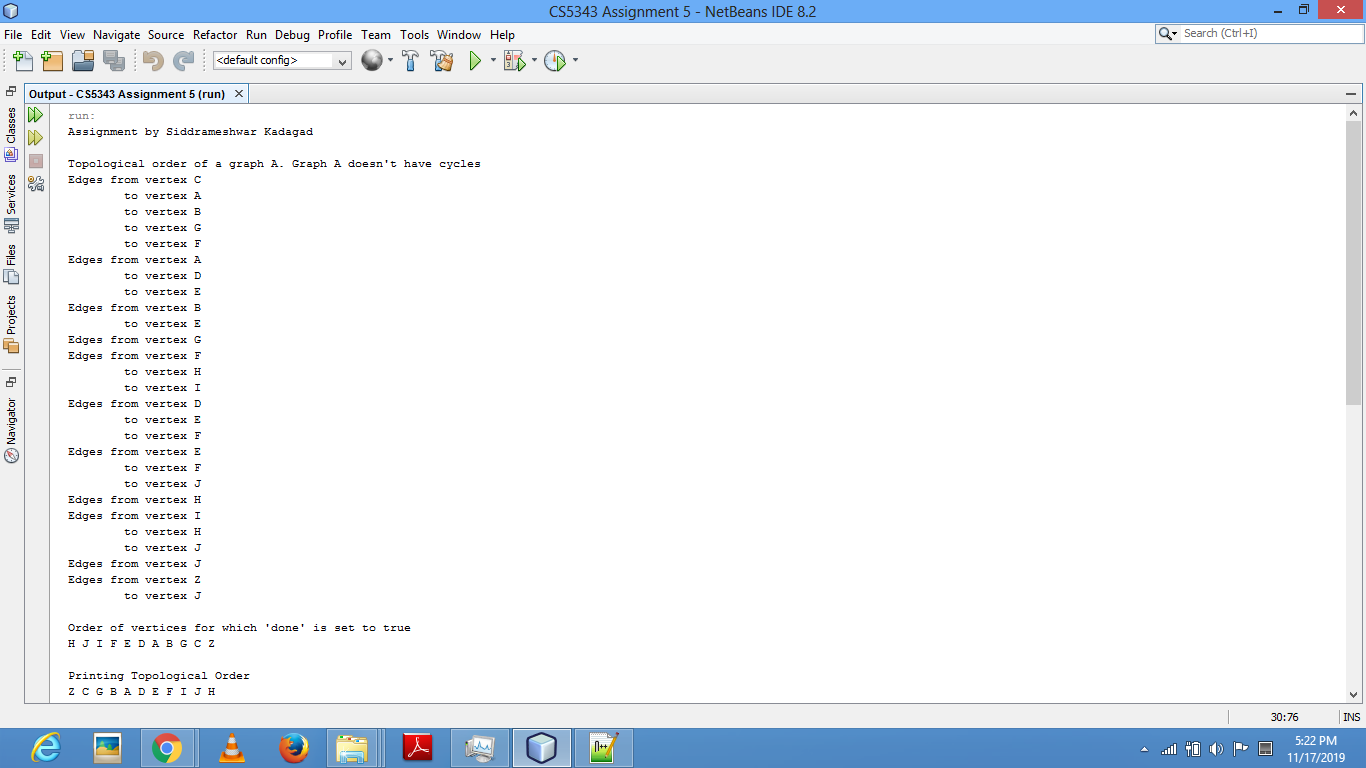 CS5343 Assignment 5 - NetBeans IDE 8.2
File Edit View Navigate Source Refactor Run Debug Profile Team Tools Window Help
Search (Ctrl+I)
<default config>
Output - CS5343 Assignment 5 (run)
Classes
Services
Files
Projects
Navigator
run:
Assignment by Siddrameshwar Kadagad
Topological order of a graph A. Graph A doesn't have cycles
Edges from vertex C
to vertex A
to vertex B
to vertex G
to vertex F
Edges from vertex A
to vertex D
to vertex E
Edges from vertex B
to vertex E
Edges from vertex G
Edges from vertex F
to vertex H
to vertex I
Edges from vertex D
to vertex E
to vertex F
Edges from vertex E
to vertex F
to vertex J
Edges from vertex H
Edges from vertex I
to vertex H
to vertex J
Edges from vertex J
Edges from vertex Z
to vertex J
Order of vertices for which 'done' is set to true
H J I F E D A B G C Z
Printing Topological Order
Z C G B A D E F I J H
30:76 INS
5:22 PM
11/17/2019